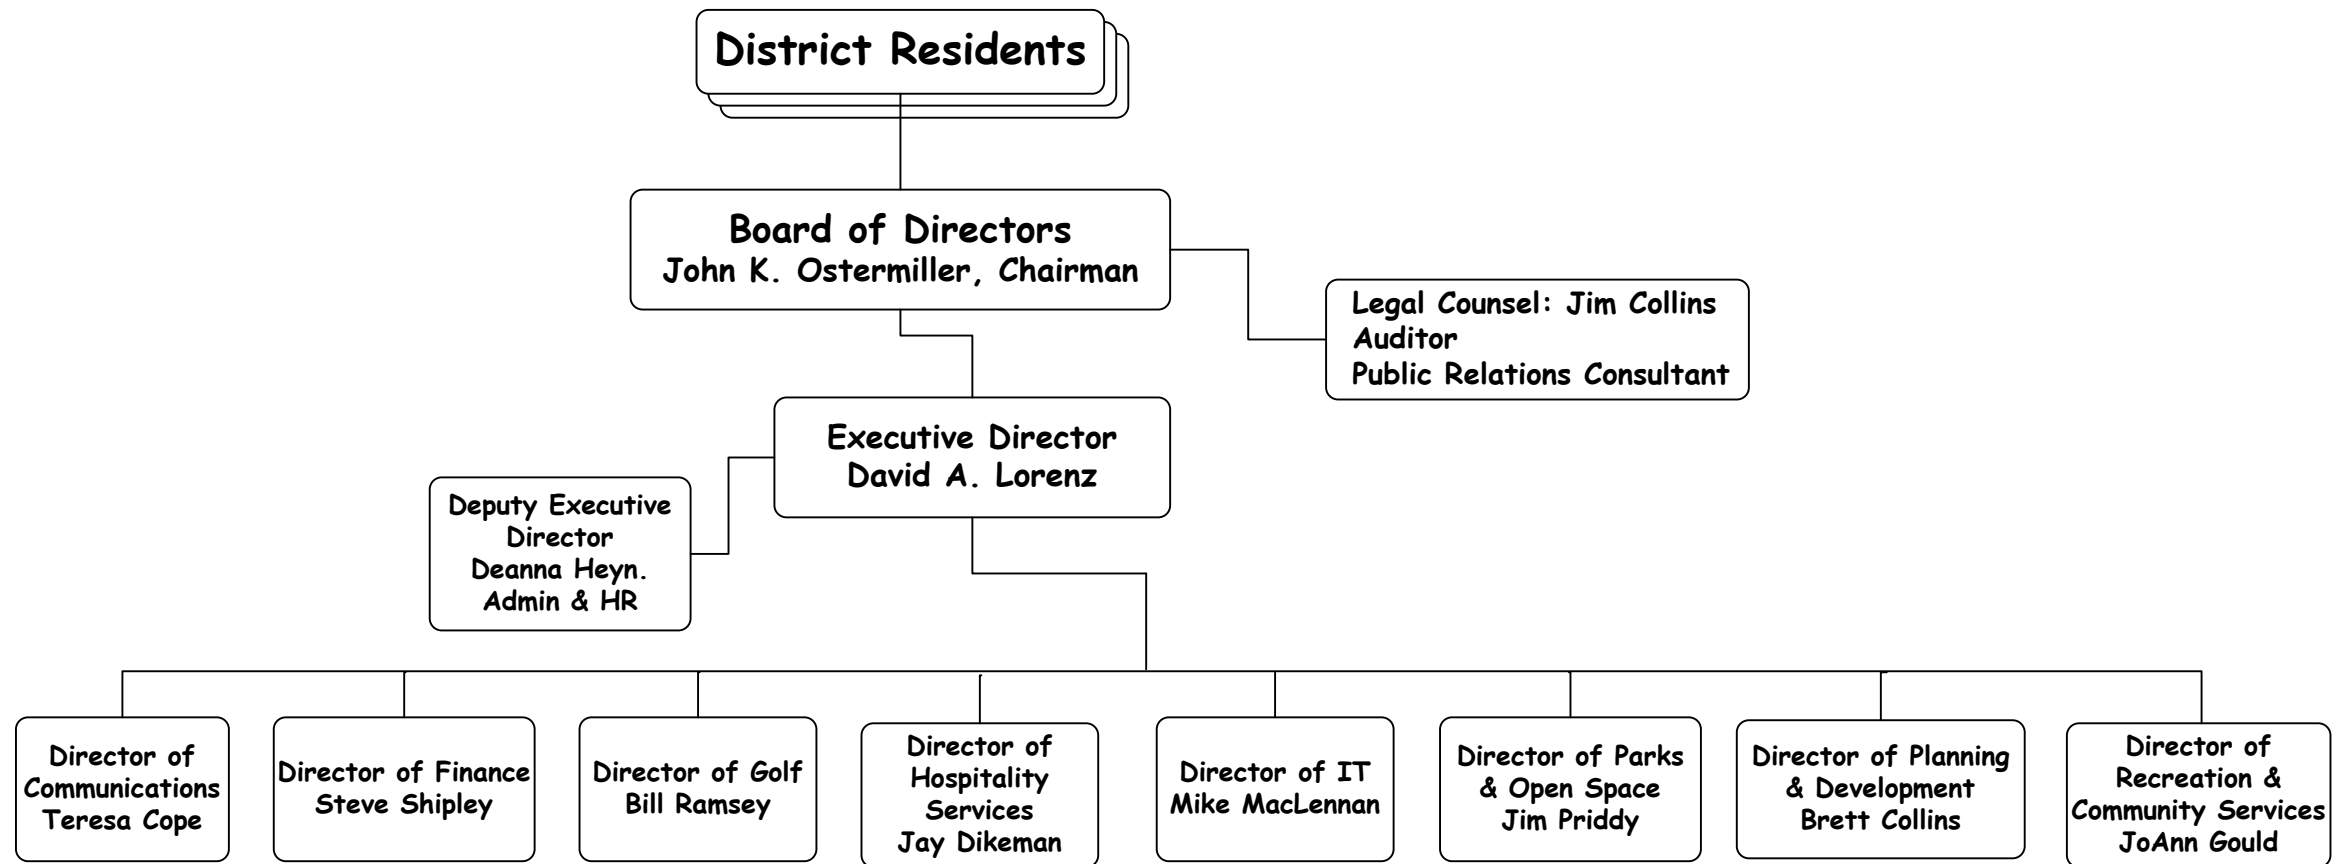 District Residents
Board of Directors
John K. Ostermiller, Chairman
Legal Counsel: Jim Collins
Auditor
Public Relations Consultant
Executive Director
David A. Lorenz
Deputy Executive
Director
Deanna Heyn.
Admin & HR
Director of
Communications
Teresa Cope
Director of Finance
Steve Shipley
Director of Golf
Bill Ramsey
Director of
Hospitality
Services
Jay Dikeman
Director of IT
Mike MacLennan
Director of Parks
& Open Space
Jim Priddy
Director of Planning
& Development
Brett Collins
Director of
Recreation &
Community Services
JoAnn Gould